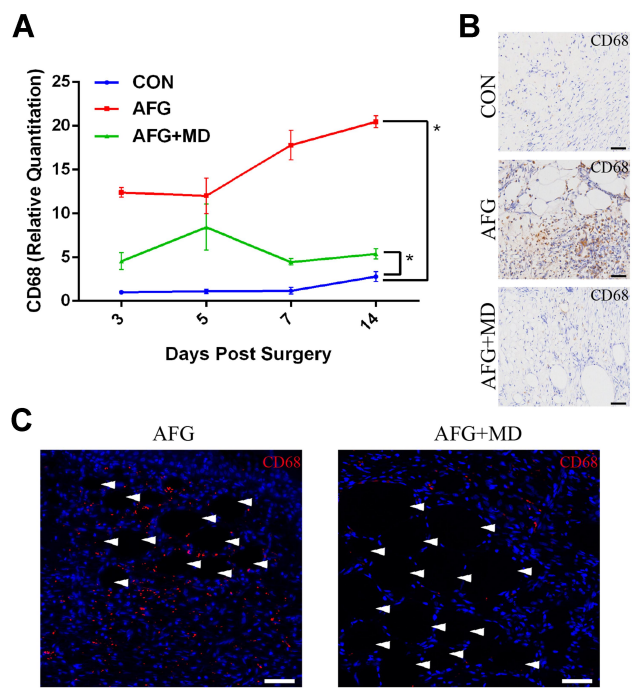 A
CD68 (Relative Quantitation)
25
20
15
10
5
0
CON
AFG
AFG+MD
*
*
3
5
7
14
Days Post Surgery
B
CON
CD68
AFG
CD68
AFG+MD
CD68
C
AFG
CD68
AFG+MD
CD68